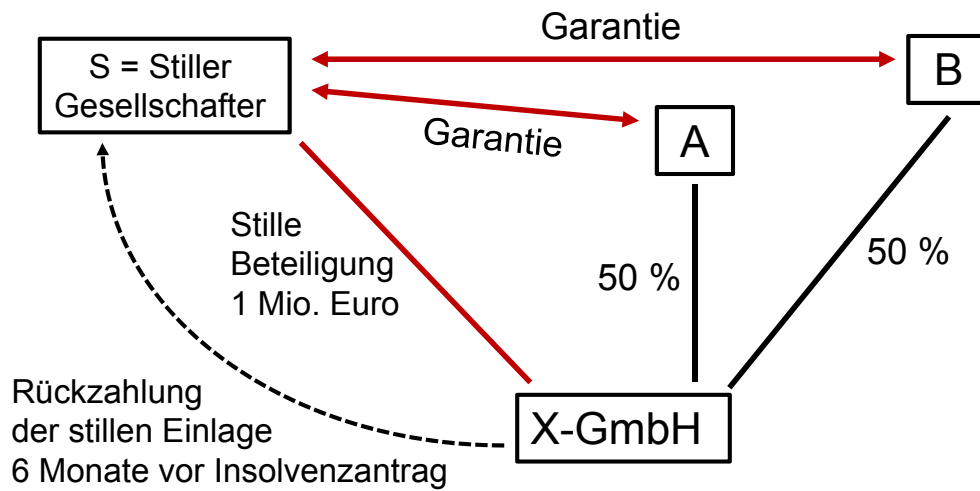 Garantie
S = Stiller
Gesellschafter
B
Garantie
A
Stille
Beteiligung
1 Mio. Euro
50 %
50 %
Rückzahlung
der stillen Einlage
6 Monate vor Insolvenzantrag
X-GmbH